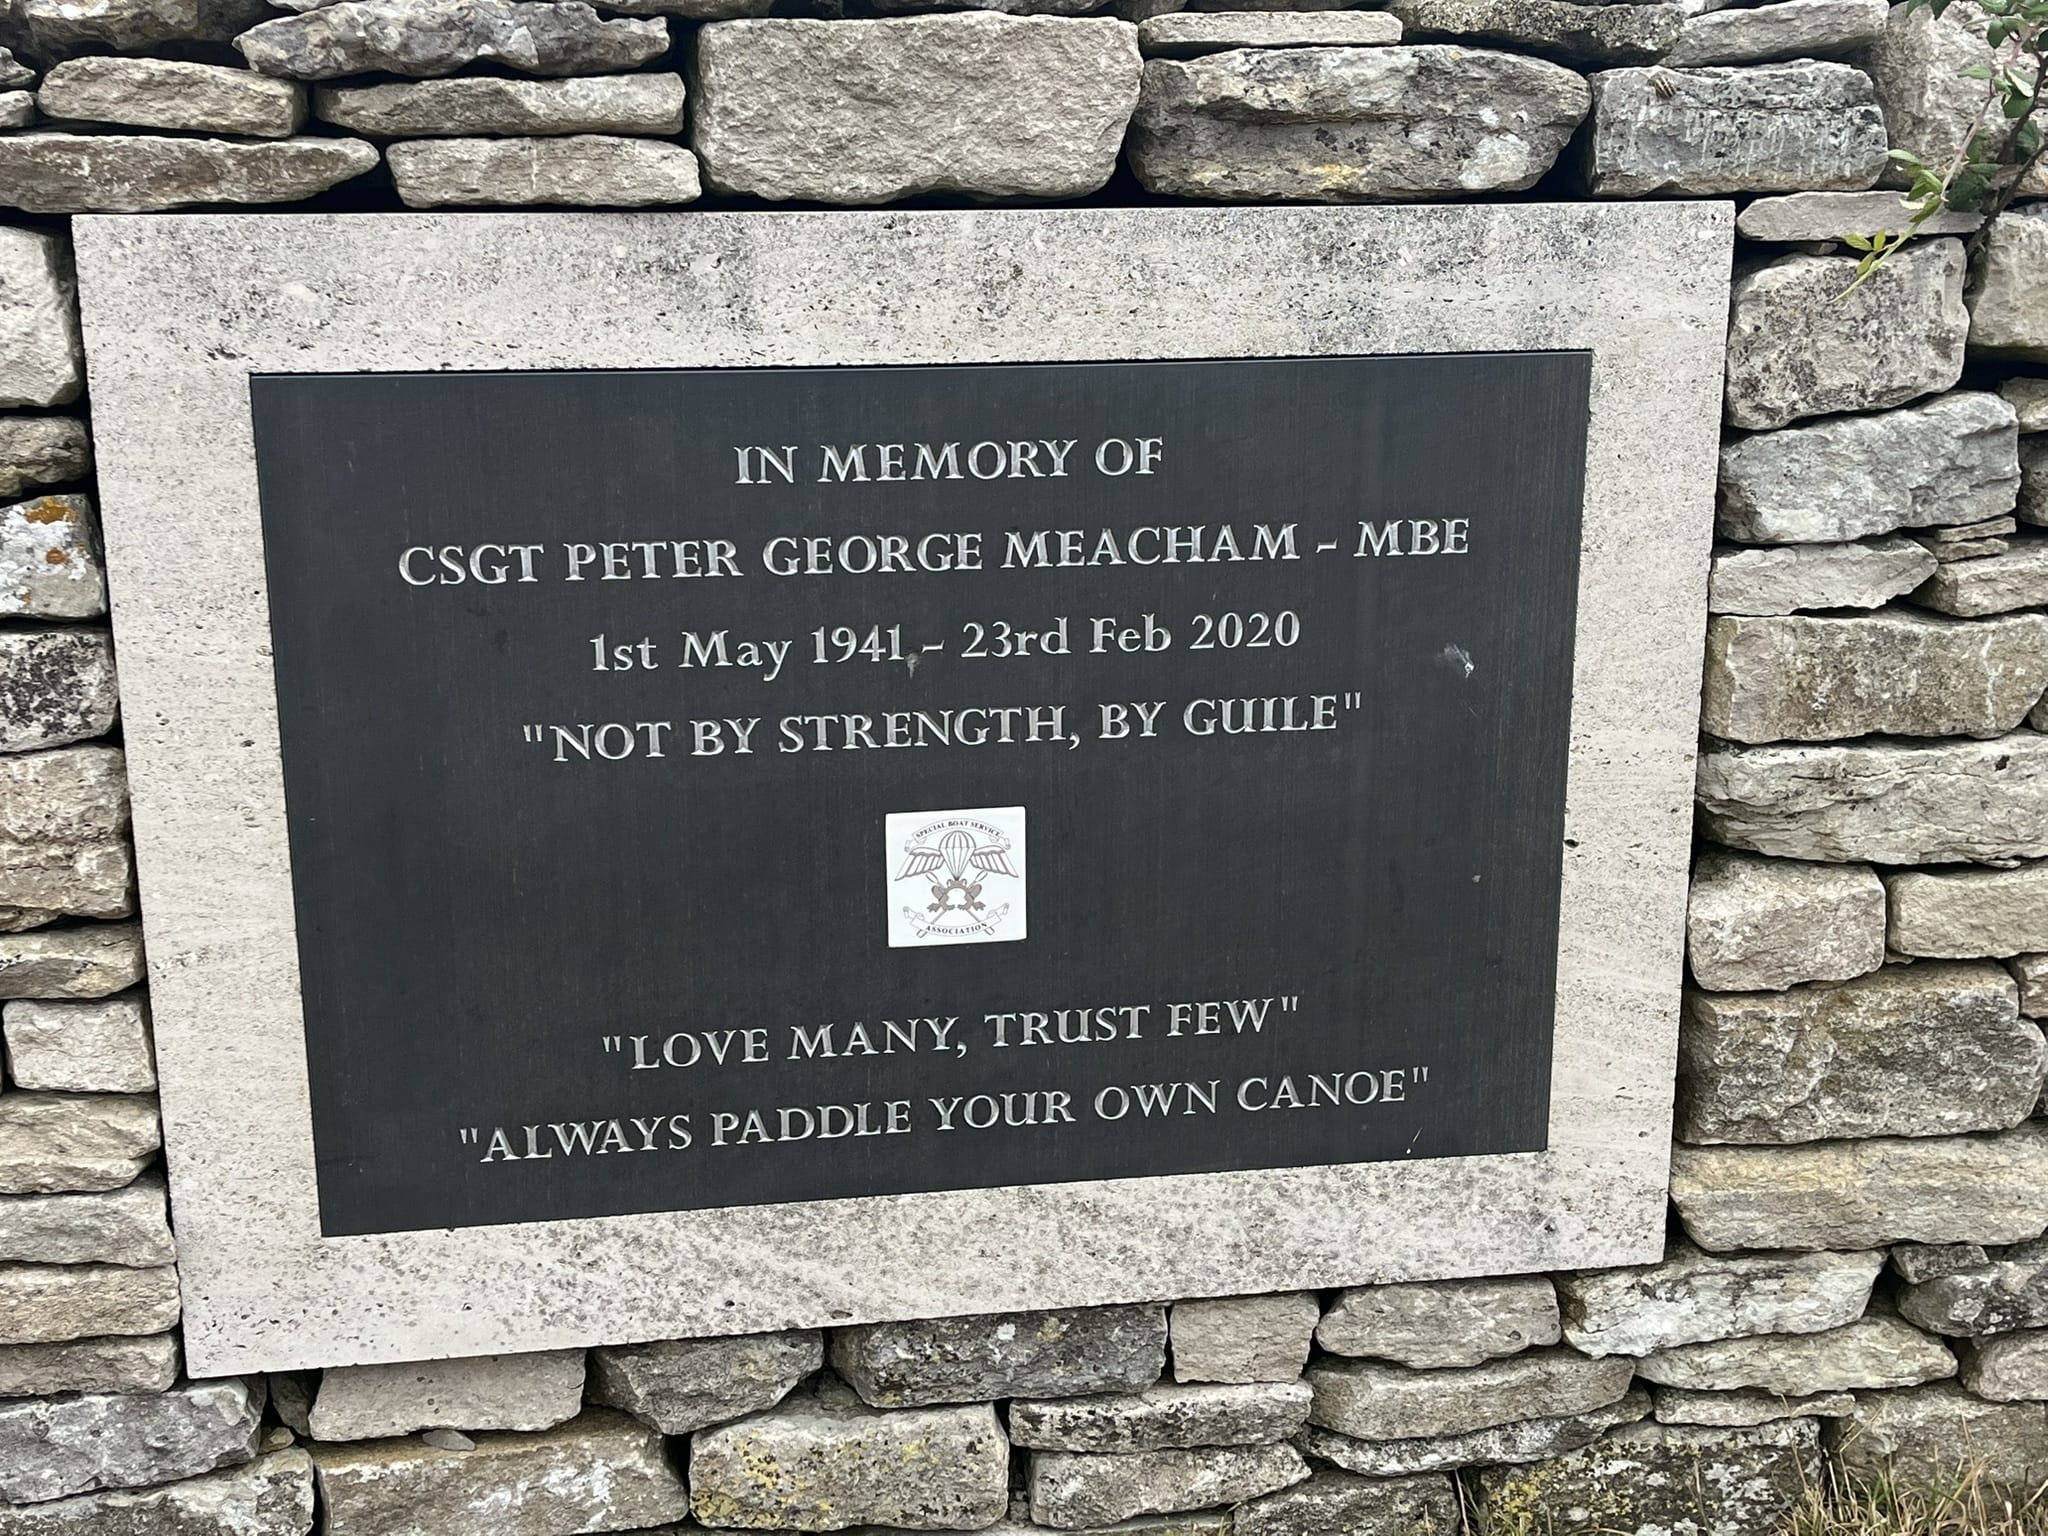 IN MEMORY OF
CSGT PETER GEORGE MEACHAM - MBE
1st May 1941 - 23rd Feb 2020
"NOT BY STRENGTH, BY GUILE"
SPECIAL BOAT SERVICE
ASSOCIATION
"LOVE MANY, TRUST FEW"
"ALWAYS PADDLE YOUR OWN CANOE"